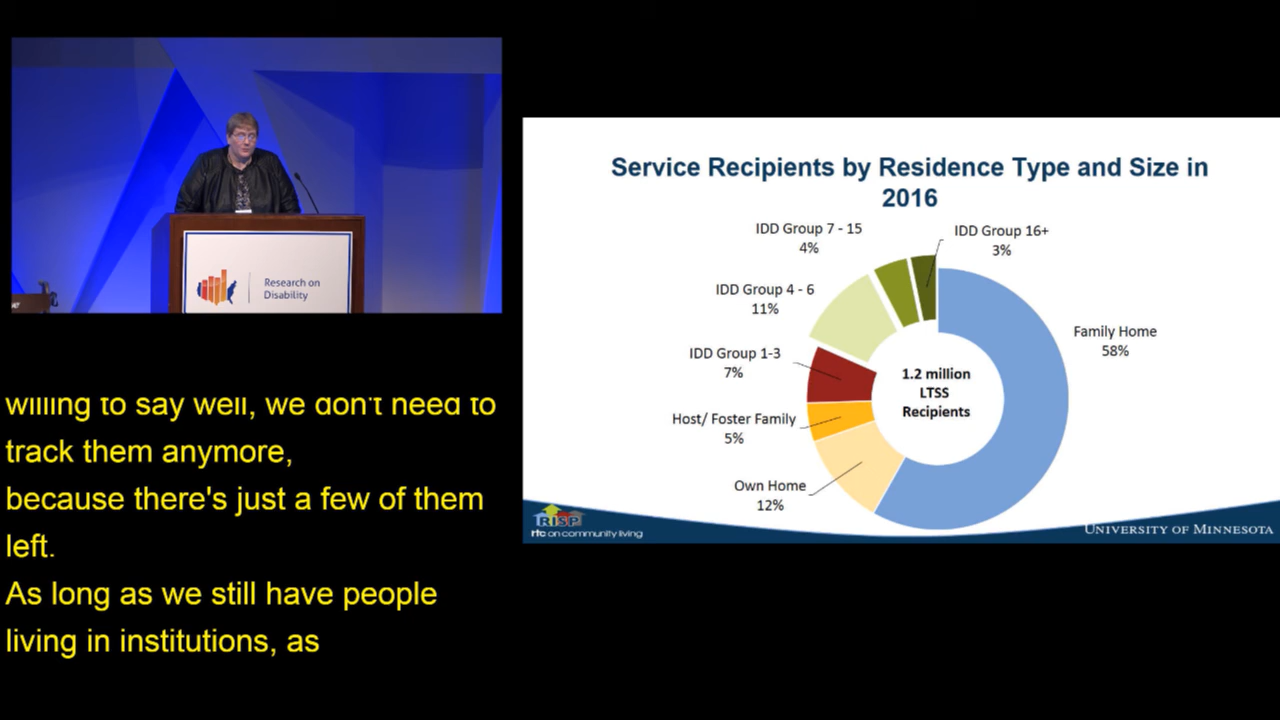 Research on
Disability
willing to say well, we don't need to
track them anymore,
because there's just a few of them
left.
As long as we still have people
living in institutions, as
Service Recipients by Residence Type and Size in
2016
IDD Group 7 - 15
4%
IDD Group 16+
3%
IDD Group 4 - 6
11%
Family Home
58%
IDD Group 1-3
7%
1.2 million
LTSS
Recipients
Host/ Foster Family
5%
Own Home
12%
RISP
rtc on community living
UNIVERSITY OF MINNESOTA